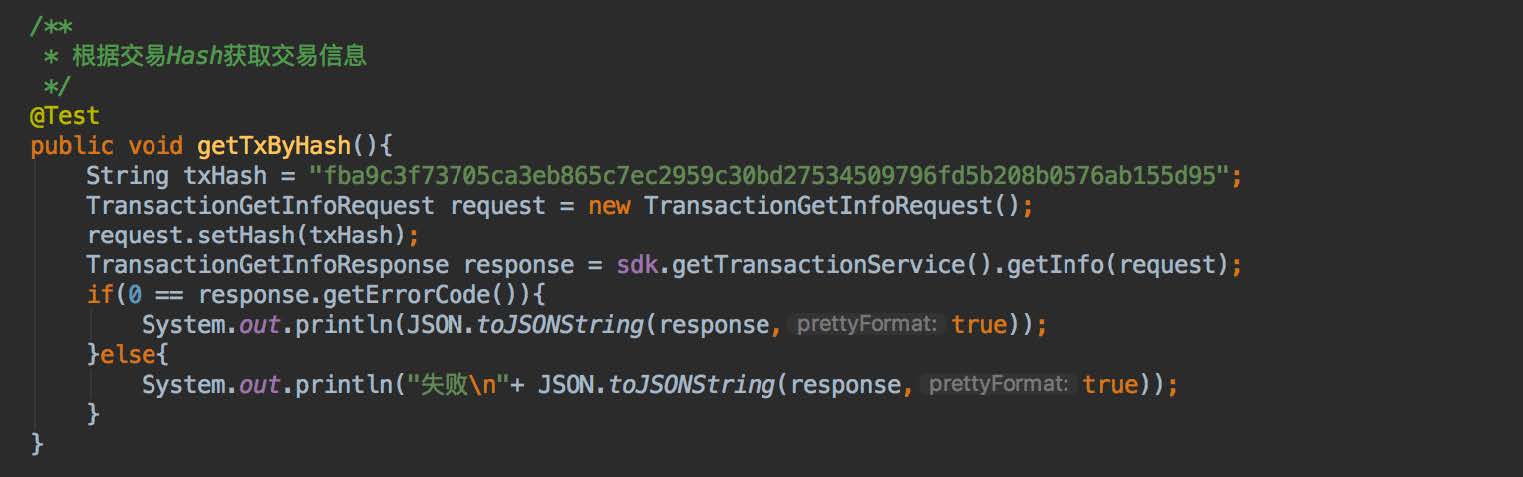 /**
 * 根据交易Hash获取交易信息
 */
@Test
public void getTxByHash(){
    String txHash = "fba9c3f73705ca3eb865c7ec2959c30bd27534509796fd5b208b0576ab155d95";
    TransactionGetInfoRequest request = new TransactionGetInfoRequest();
    request.setHash(txHash);
    TransactionGetInfoResponse response = sdk.getTransactionService().getInfo(request);
    if(0 == response.getErrorCode()){
        System.out.println(JSON.toJSONString(response, prettyFormat: true));
    }else{
        System.out.println("失败\n"+ JSON.toJSONString(response, prettyFormat: true));
    }
}